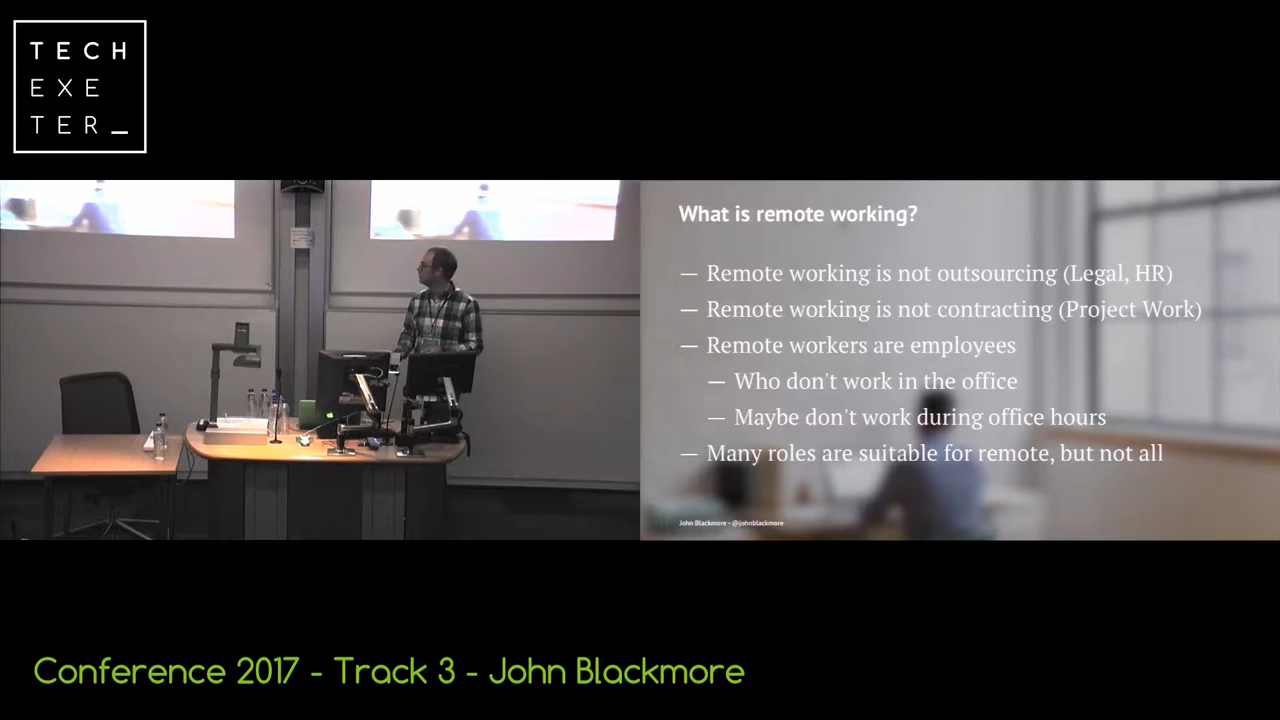 TECH
EXE
TER_
What is remote working?
— Remote working is not outsourcing (Legal, HR)
— Remote working is not contracting (Project Work)
— Remote workers are employees
— Who don't work in the office
— Maybe don't work during office hours
— Many roles are suitable for remote, but not all
John Blackmore - @johnblackmore
Conference 2017 - Track 3 - John Blackmore